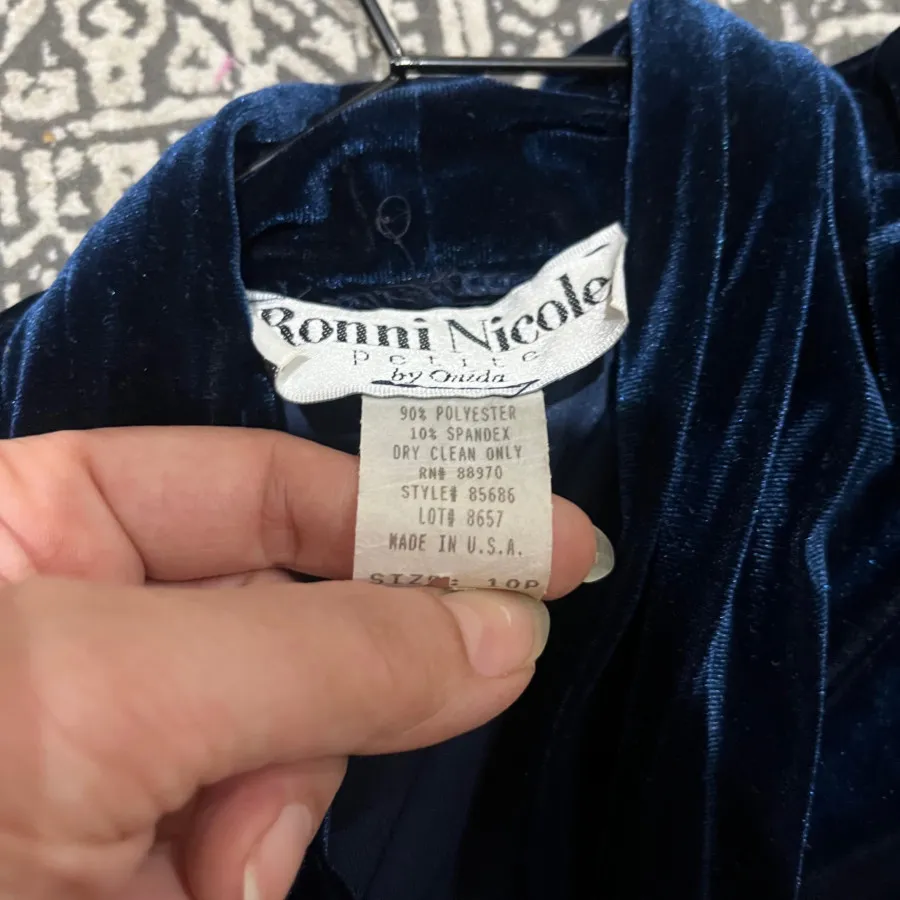 Ronni Nicole
petite
by Ouida
90% POLYESTER
10% SPANDEX
DRY CLEAN ONLY
RN# 88970
STYLE# 85686
LOT# 8657
MADE IN U.S.A.
SIZE: 10P